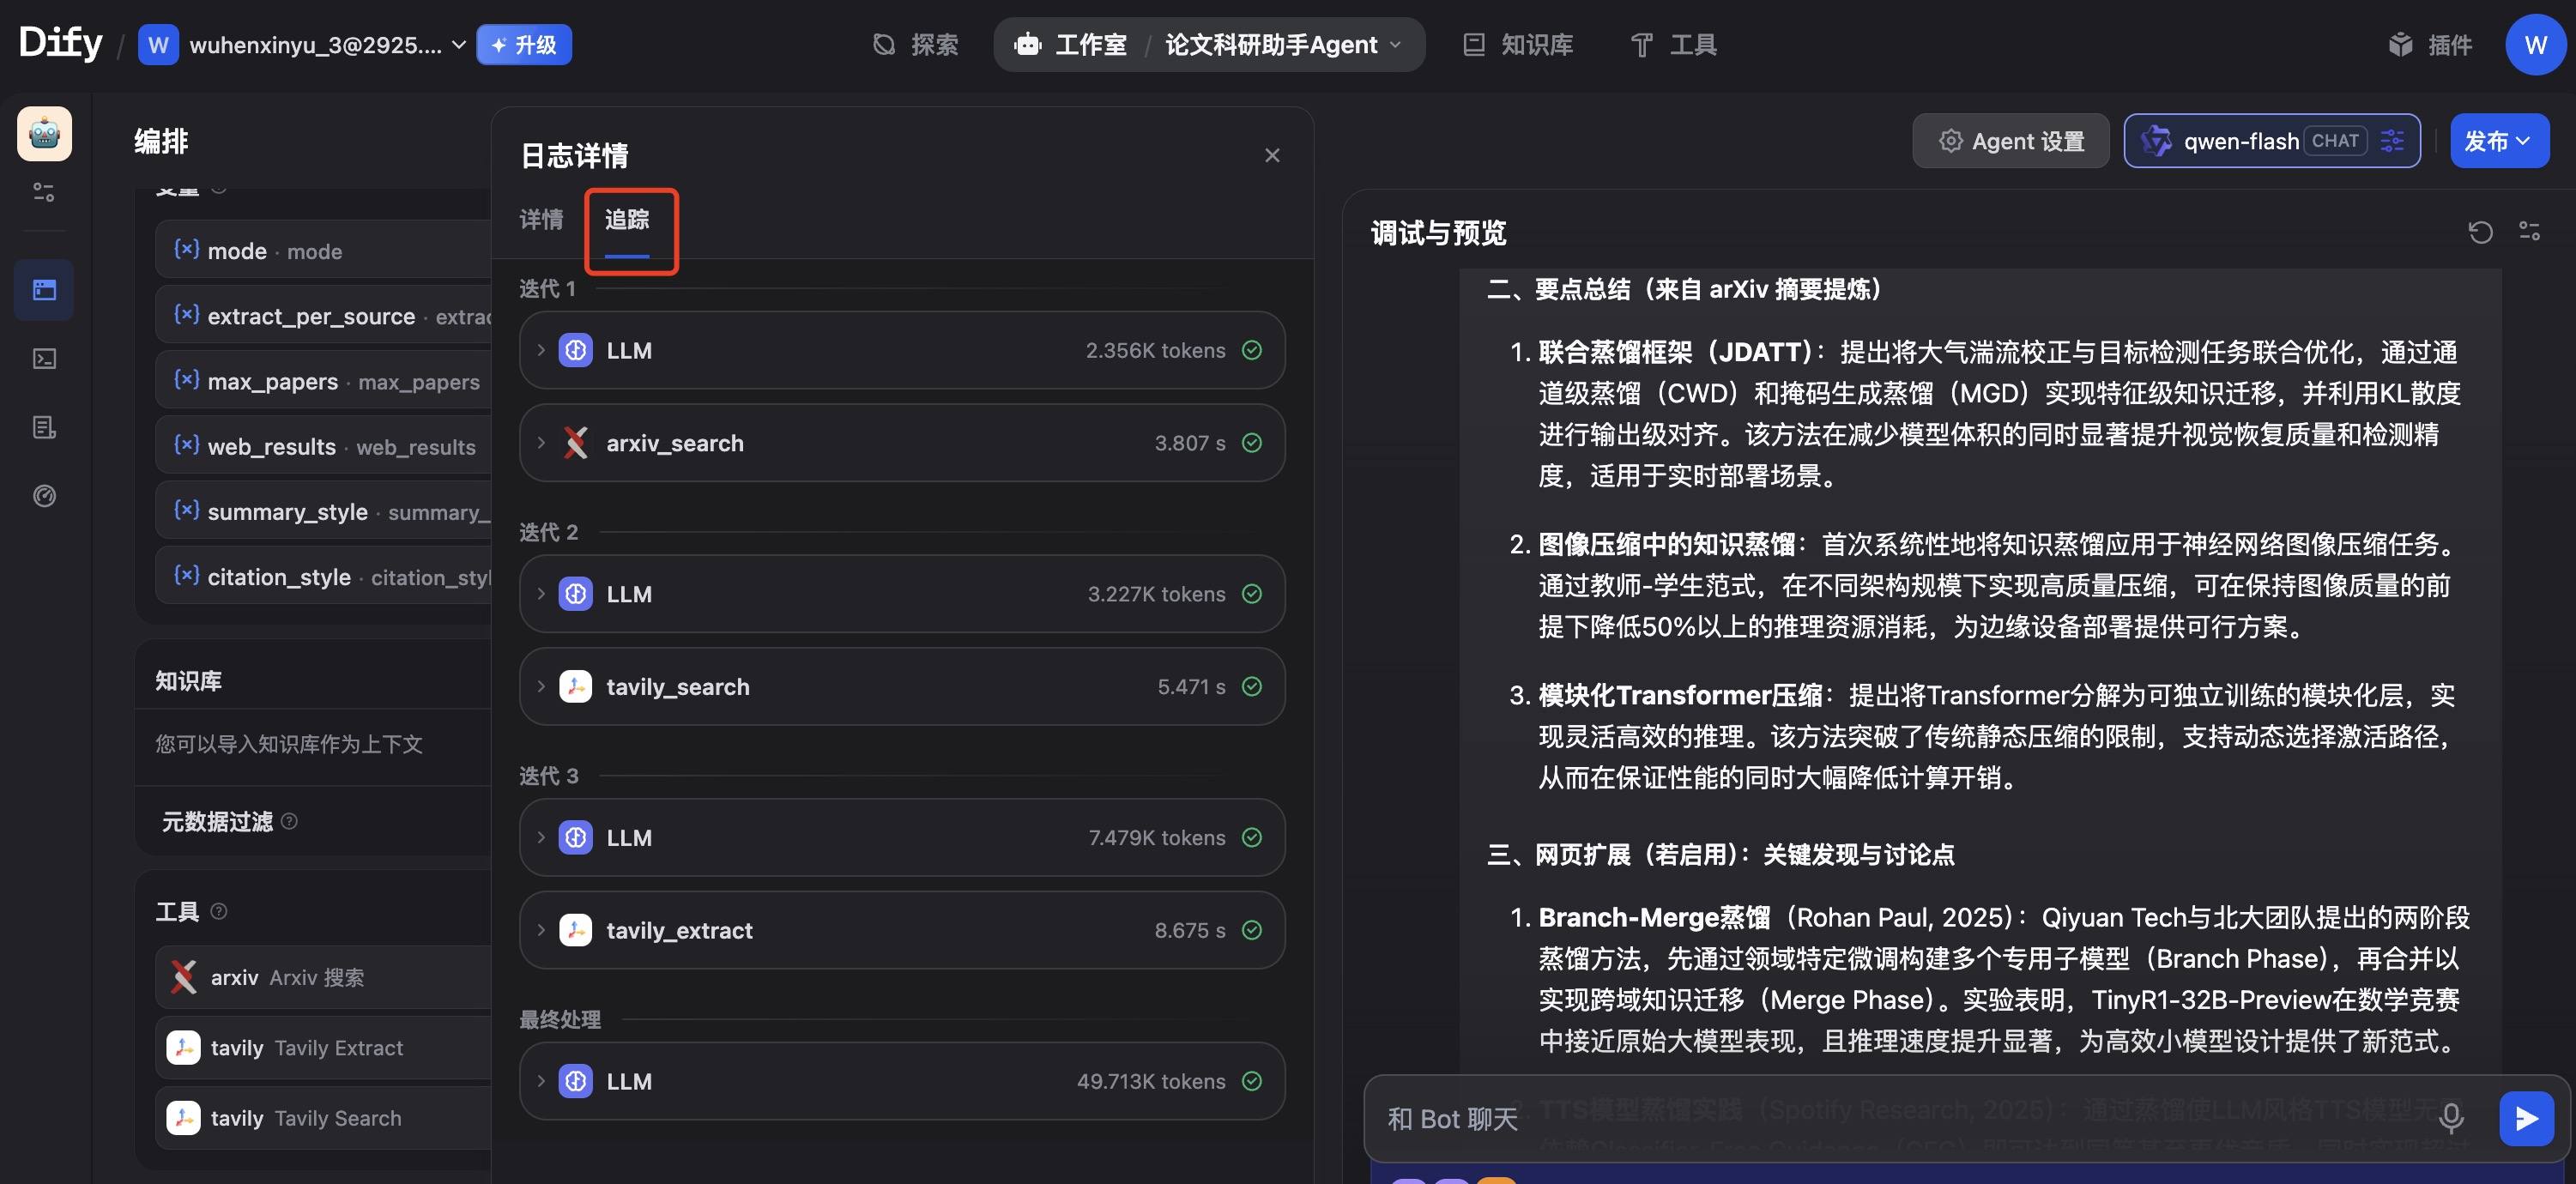 Dify / W wuhenxinyu_3@2925.... 升级
探索
工作室 / 论文科研助手Agent
知识库
工具
插件
W
编排
变量
mode · mode
extract_per_source · extrac
max_papers · max_papers
web_results · web_results
summary_style · summary_
citation_style · citation_styl
知识库
您可以导入知识库作为上下文
元数据过滤
工具
arxiv Arxiv 搜索
tavily Tavily Extract
tavily Tavily Search
日志详情
详情 追踪
迭代 1
LLM 2.356K tokens
arxiv_search 3.807 s
迭代 2
LLM 3.227K tokens
tavily_search 5.471 s
迭代 3
LLM 7.479K tokens
tavily_extract 8.675 s
最终处理
LLM 49.713K tokens
Agent 设置
qwen-flash CHAT
发布
调试与预览
二、要点总结（来自 arXiv 摘要提炼）
1. 联合蒸馏框架（JDATT）：提出将大气湍流校正与目标检测任务联合优化，通过通
道级蒸馏（CWD）和掩码生成蒸馏（MGD）实现特征级知识迁移，并利用KL散度
进行输出级对齐。该方法在减少模型体积的同时显著提升视觉恢复质量和检测精
度，适用于实时部署场景。
2. 图像压缩中的知识蒸馏：首次系统性地将知识蒸馏应用于神经网络图像压缩任务。
通过教师-学生范式，在不同架构规模下实现高质量压缩，可在保持图像质量的前
提下降低50%以上的推理资源消耗，为边缘设备部署提供可行方案。
3. 模块化Transformer压缩：提出将Transformer分解为可独立训练的模块化层，实
现灵活高效的推理。该方法突破了传统静态压缩的限制，支持动态选择激活路径，
从而在保证性能的同时大幅降低计算开销。
三、网页扩展（若启用）：关键发现与讨论点
1. Branch-Merge蒸馏（Rohan Paul, 2025）：Qiyuan Tech与北大团队提出的两阶段
蒸馏方法，先通过领域特定微调构建多个专用子模型（Branch Phase），再合并以
实现跨域知识迁移（Merge Phase）。实验表明，TinyR1-32B-Preview在数学竞赛
中接近原始大模型表现，且推理速度提升显著，为高效小模型设计提供了新范式。
2. TTS模型蒸馏实践（Spotify Research, 2025）：通过蒸馏使LLM风格TTS模型无
和 Bot 聊天